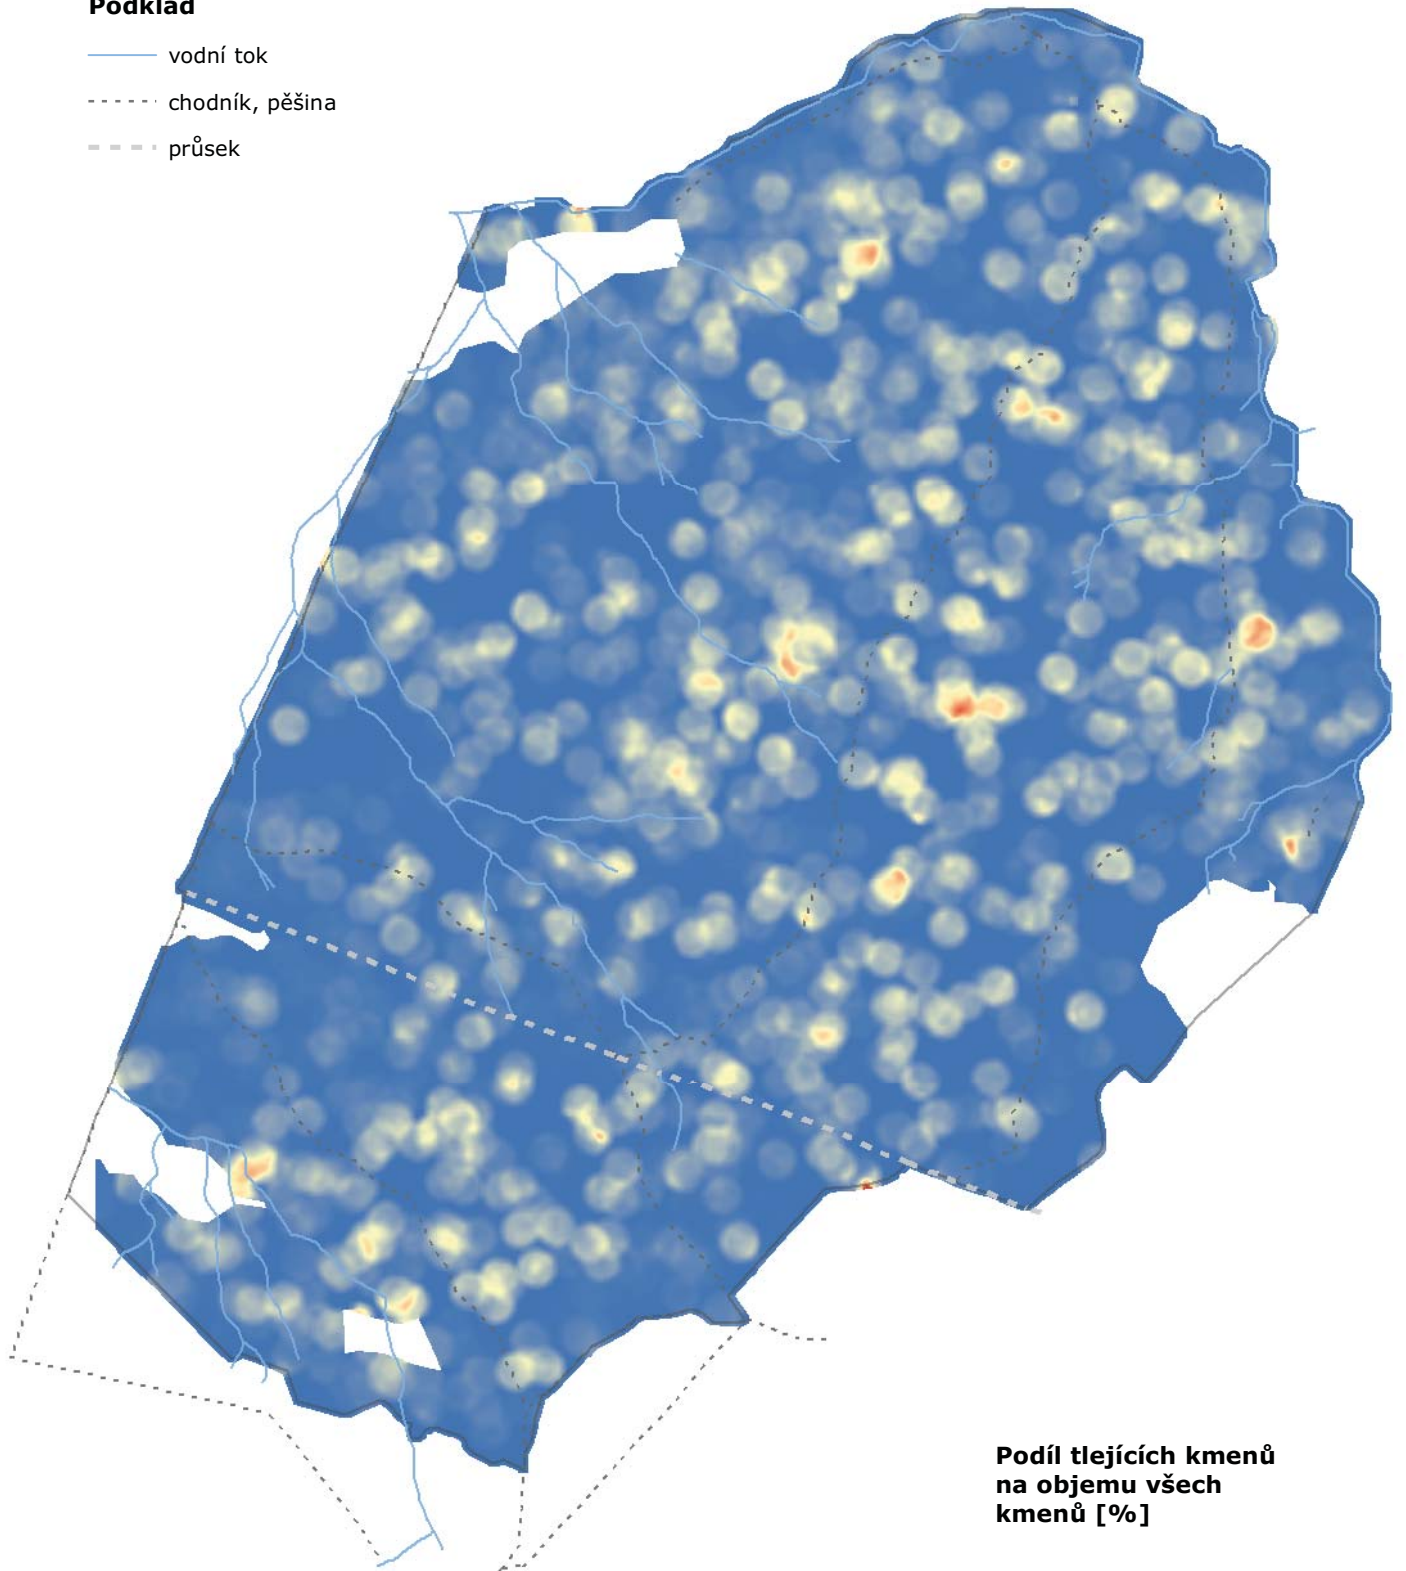 Podklad
vodní tok
chodník, pěšina
průsek
Podíl tlejících kmenů
na objemu všech
kmenů [%]